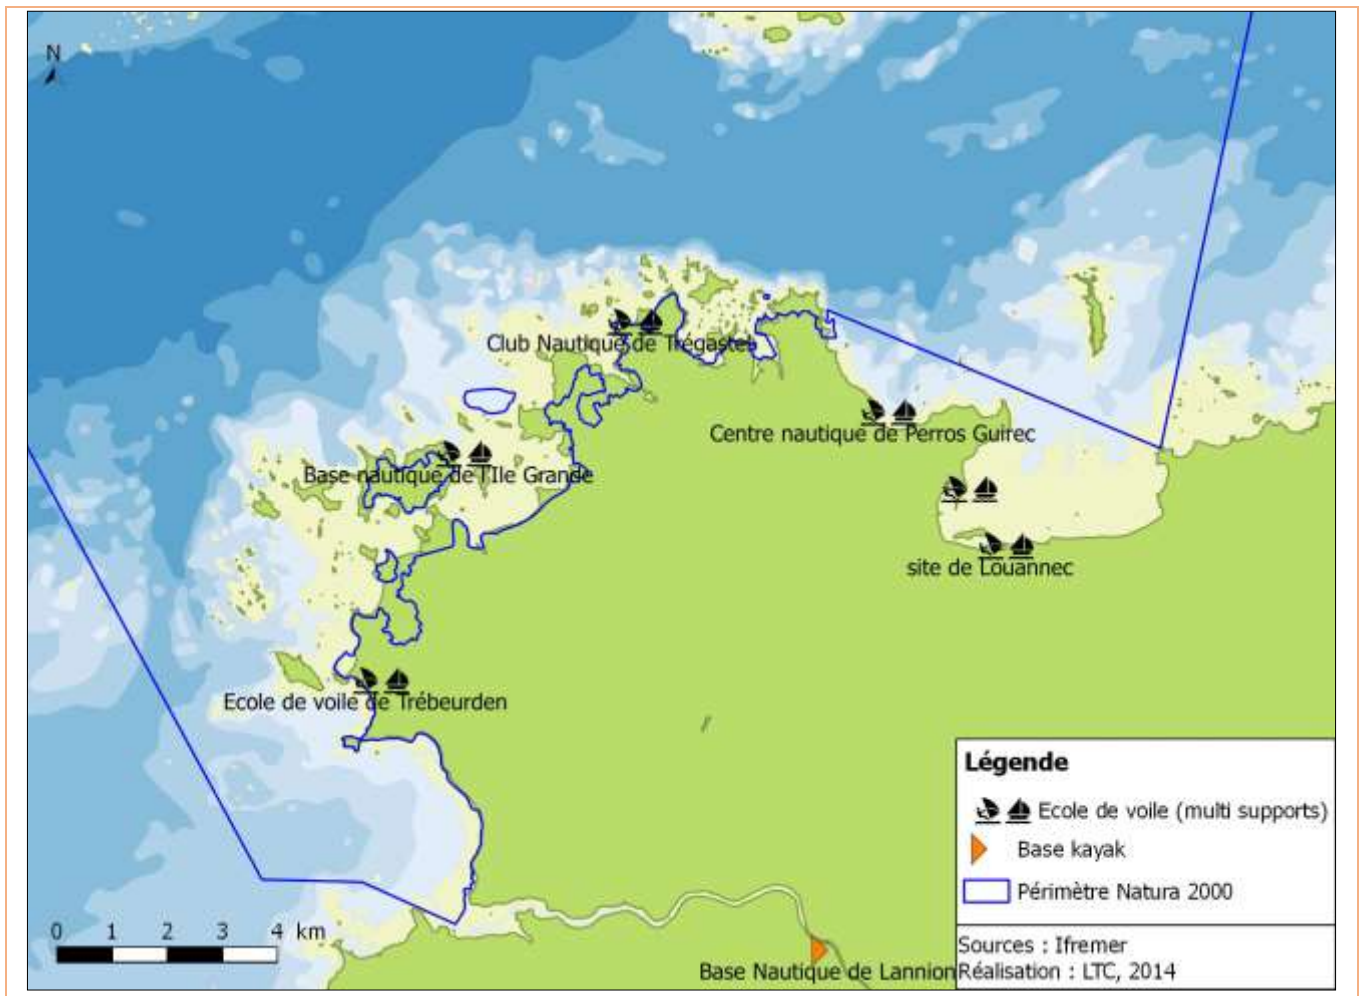 N
Club Nautique de Trégastel
Centre nautique de Perros Guirec
Base nautique de l'Ile Grande
site de Louannec
Ecole de voile de Trébeurden
Légende
Ecole de voile (multi supports)
Base kayak
Périmètre Natura 2000
0 1 2 3 4 km
Sources : Ifremer
Base Nautique de Lannion
Réalisation : LTC, 2014